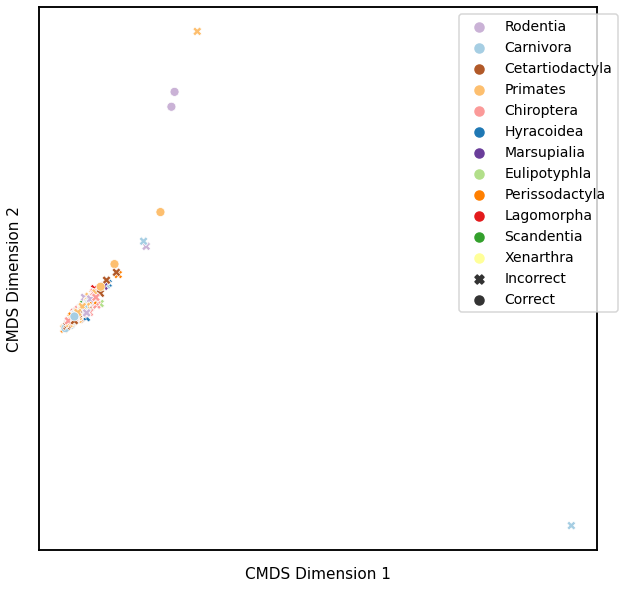 Rodentia
Carnivora
Cetartiodactyla
Primates
Chiroptera
Hyracoidea
Marsupialia
Eulipotyphla
Perissodactyla
Lagomorpha
Scandentia
Xenarthra
Incorrect
Correct
CMDS Dimension 2
CMDS Dimension 1